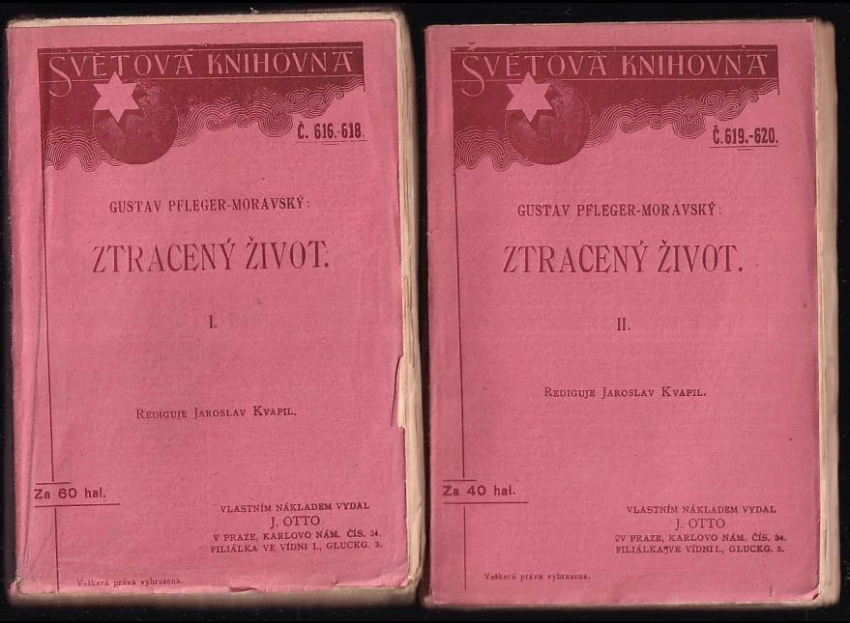 SVĚTOVÁ KNIHOVNA
Č. 616.-618.
GUSTAV PFLEGER-MORAVSKÝ:
ZTRACENÝ ŽIVOT.
I.
REDIGUJE JAROSLAV KVAPIL.
Za 60 hal.
VLASTNÍM NÁKLADEM VYDAL
J. OTTO
V PRAZE, KARLOVO NÁM. ČÍS. 34.
FILIÁLKA VE VÍDNI I., GLUCKG. 3.
Veškerá práva vyhrazena.
SVĚTOVÁ KNIHOVNA
Č. 619.-620.
GUSTAV PFLEGER-MORAVSKÝ:
ZTRACENÝ ŽIVOT.
II.
REDIGUJE JAROSLAV KVAPIL.
Za 40 hal.
VLASTNÍM NÁKLADEM VYDAL
J. OTTO
V PRAZE, KARLOVO NÁM. ČÍS. 34.
FILIÁLKA VE VÍDNI I., GLUCKG. 3.
Veškerá práva vyhrazena.